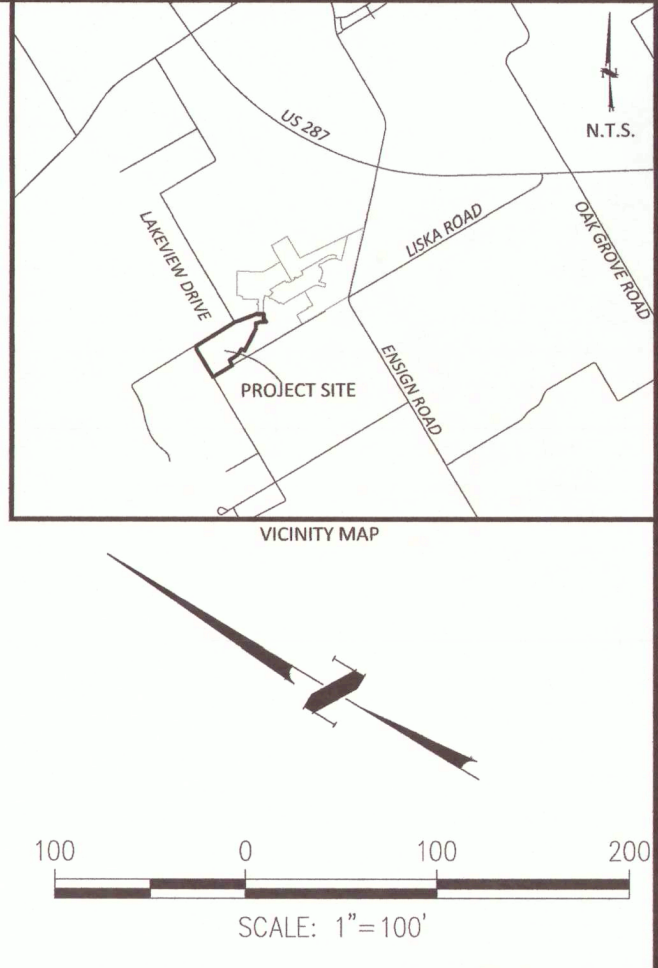 US 287
N.T.S.
LAKEVIEW DRIVE
LISKA ROAD
OAK GROVE ROAD
ENSIGN ROAD
PROJECT SITE
VICINITY MAP
100 0 100 200
SCALE: 1"=100'